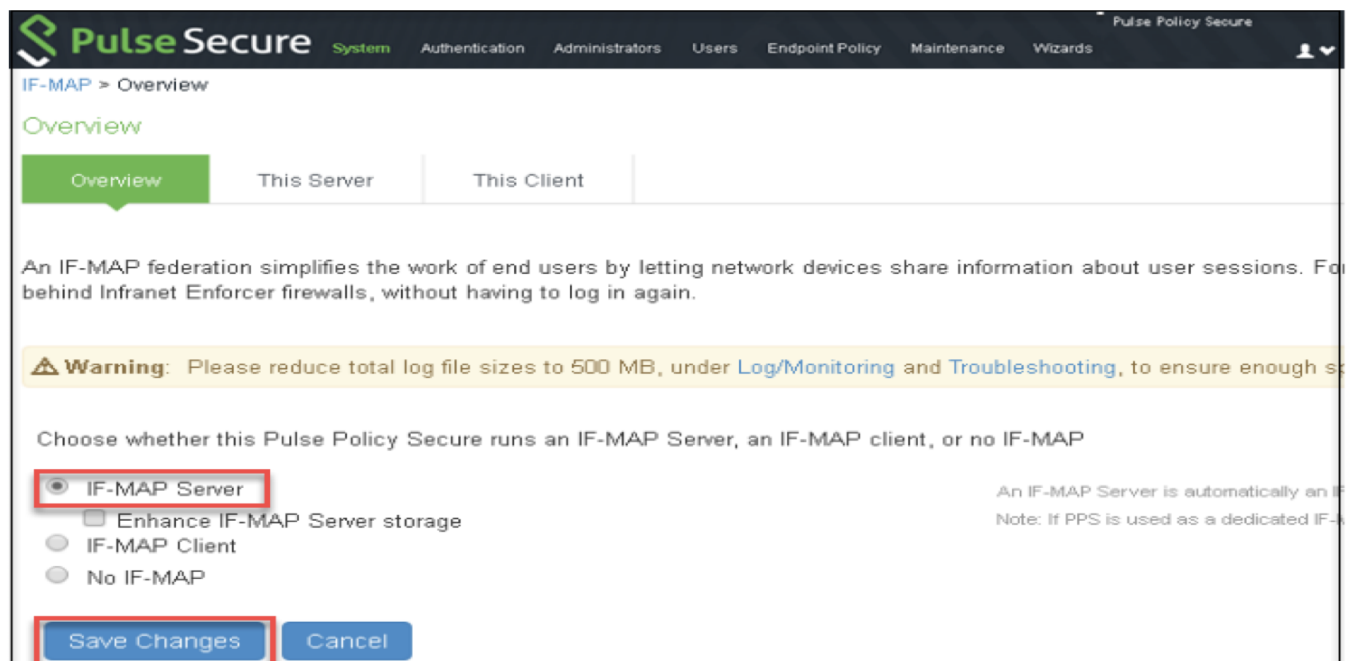 Pulse Policy Secure
Pulse Secure System Authentication Administrators Users Endpoint Policy Maintenance Wizards
IF-MAP > Overview
Overview
Overview This Server This Client
An IF-MAP federation simplifies the work of end users by letting network devices share information about user sessions. For
behind Infranet Enforcer firewalls, without having to log in again.
Warning: Please reduce total log file sizes to 500 MB, under Log/Monitoring and Troubleshooting, to ensure enough
Choose whether this Pulse Policy Secure runs an IF-MAP Server, an IF-MAP client, or no IF-MAP
IF-MAP Server An IF-MAP Server is automatically an
Enhance IF-MAP Server storage Note: If PPS is used as a dedicated
IF-MAP Client
No IF-MAP
Save Changes Cancel